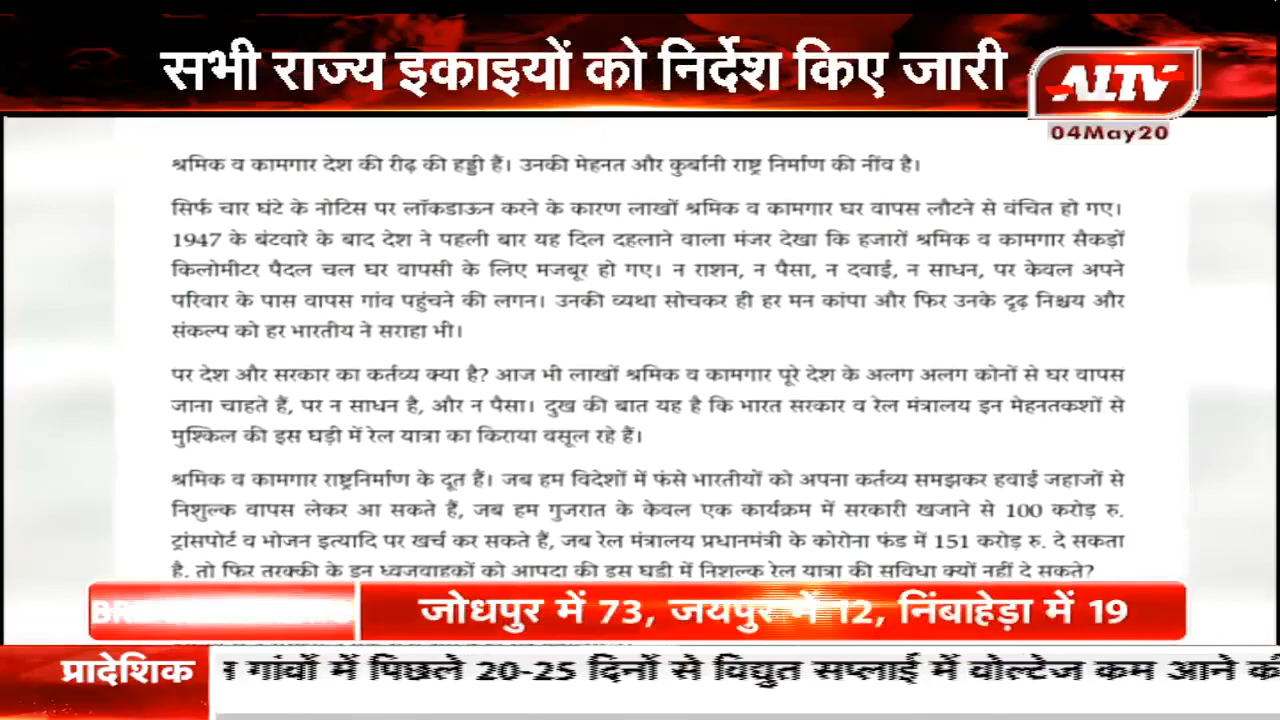 सभी राज्य इकाइयों को निर्देश किए जारी
ALTV
04May20
श्रमिक व कामगार देश की रीढ़ की हड्डी हैं। उनकी मेहनत और कुर्बानी राष्ट्र निर्माण की नींव है।
सिर्फ चार घंटे के नोटिस पर लॉकडाऊन करने के कारण लाखों श्रमिक व कामगार घर वापस लौटने से वंचित हो गए।
1947 के बंटवारे के बाद देश ने पहली बार यह दिल दहलाने वाला मंजर देखा कि हजारों श्रमिक व कामगार सैकड़ों
किलोमीटर पैदल चल घर वापसी के लिए मजबूर हो गए। न राशन, न पैसा, न दवाई, न साधन, पर केवल अपने
परिवार के पास वापस गांव पहुंचने की लगन। उनकी व्यथा सोचकर ही हर मन कांपा और फिर उनके दृढ़ निश्चय और
संकल्प को हर भारतीय ने सराहा भी।
पर देश और सरकार का कर्तव्य क्या है? आज भी लाखों श्रमिक व कामगार पूरे देश के अलग अलग कोनों से घर वापस
जाना चाहते हैं, पर न साधन है, और न पैसा। दुख की बात यह है कि भारत सरकार व रेल मंत्रालय इन मेहनतकशों से
मुश्किल की इस घड़ी में रेल यात्रा का किराया वसूल रहे हैं।
श्रमिक व कामगार राष्ट्रनिर्माण के दूत हैं। जब हम विदेशों में फंसे भारतीयों को अपना कर्तव्य समझकर हवाई जहाजों से
निशुल्क वापस लेकर आ सकते हैं, जब हम गुजरात के केवल एक कार्यक्रम में सरकारी खजाने से 100 करोड़ रु.
ट्रांसपोर्ट व भोजन इत्यादि पर खर्च कर सकते हैं, जब रेल मंत्रालय प्रधानमंत्री के कोरोना फंड में 151 करोड़ रु. दे सकता
है, तो फिर तरक्की के इन ध्वजवाहकों को आपदा की इस घड़ी में निशुल्क रेल यात्रा की सुविधा क्यों नहीं दे सकते?
जोधपुर में 73, जयपुर में 12, निंबाहेड़ा में 19
प्रादेशिक गांवों में पिछले 20-25 दिनों से विद्युत सप्लाई में वोल्टेज कम आने